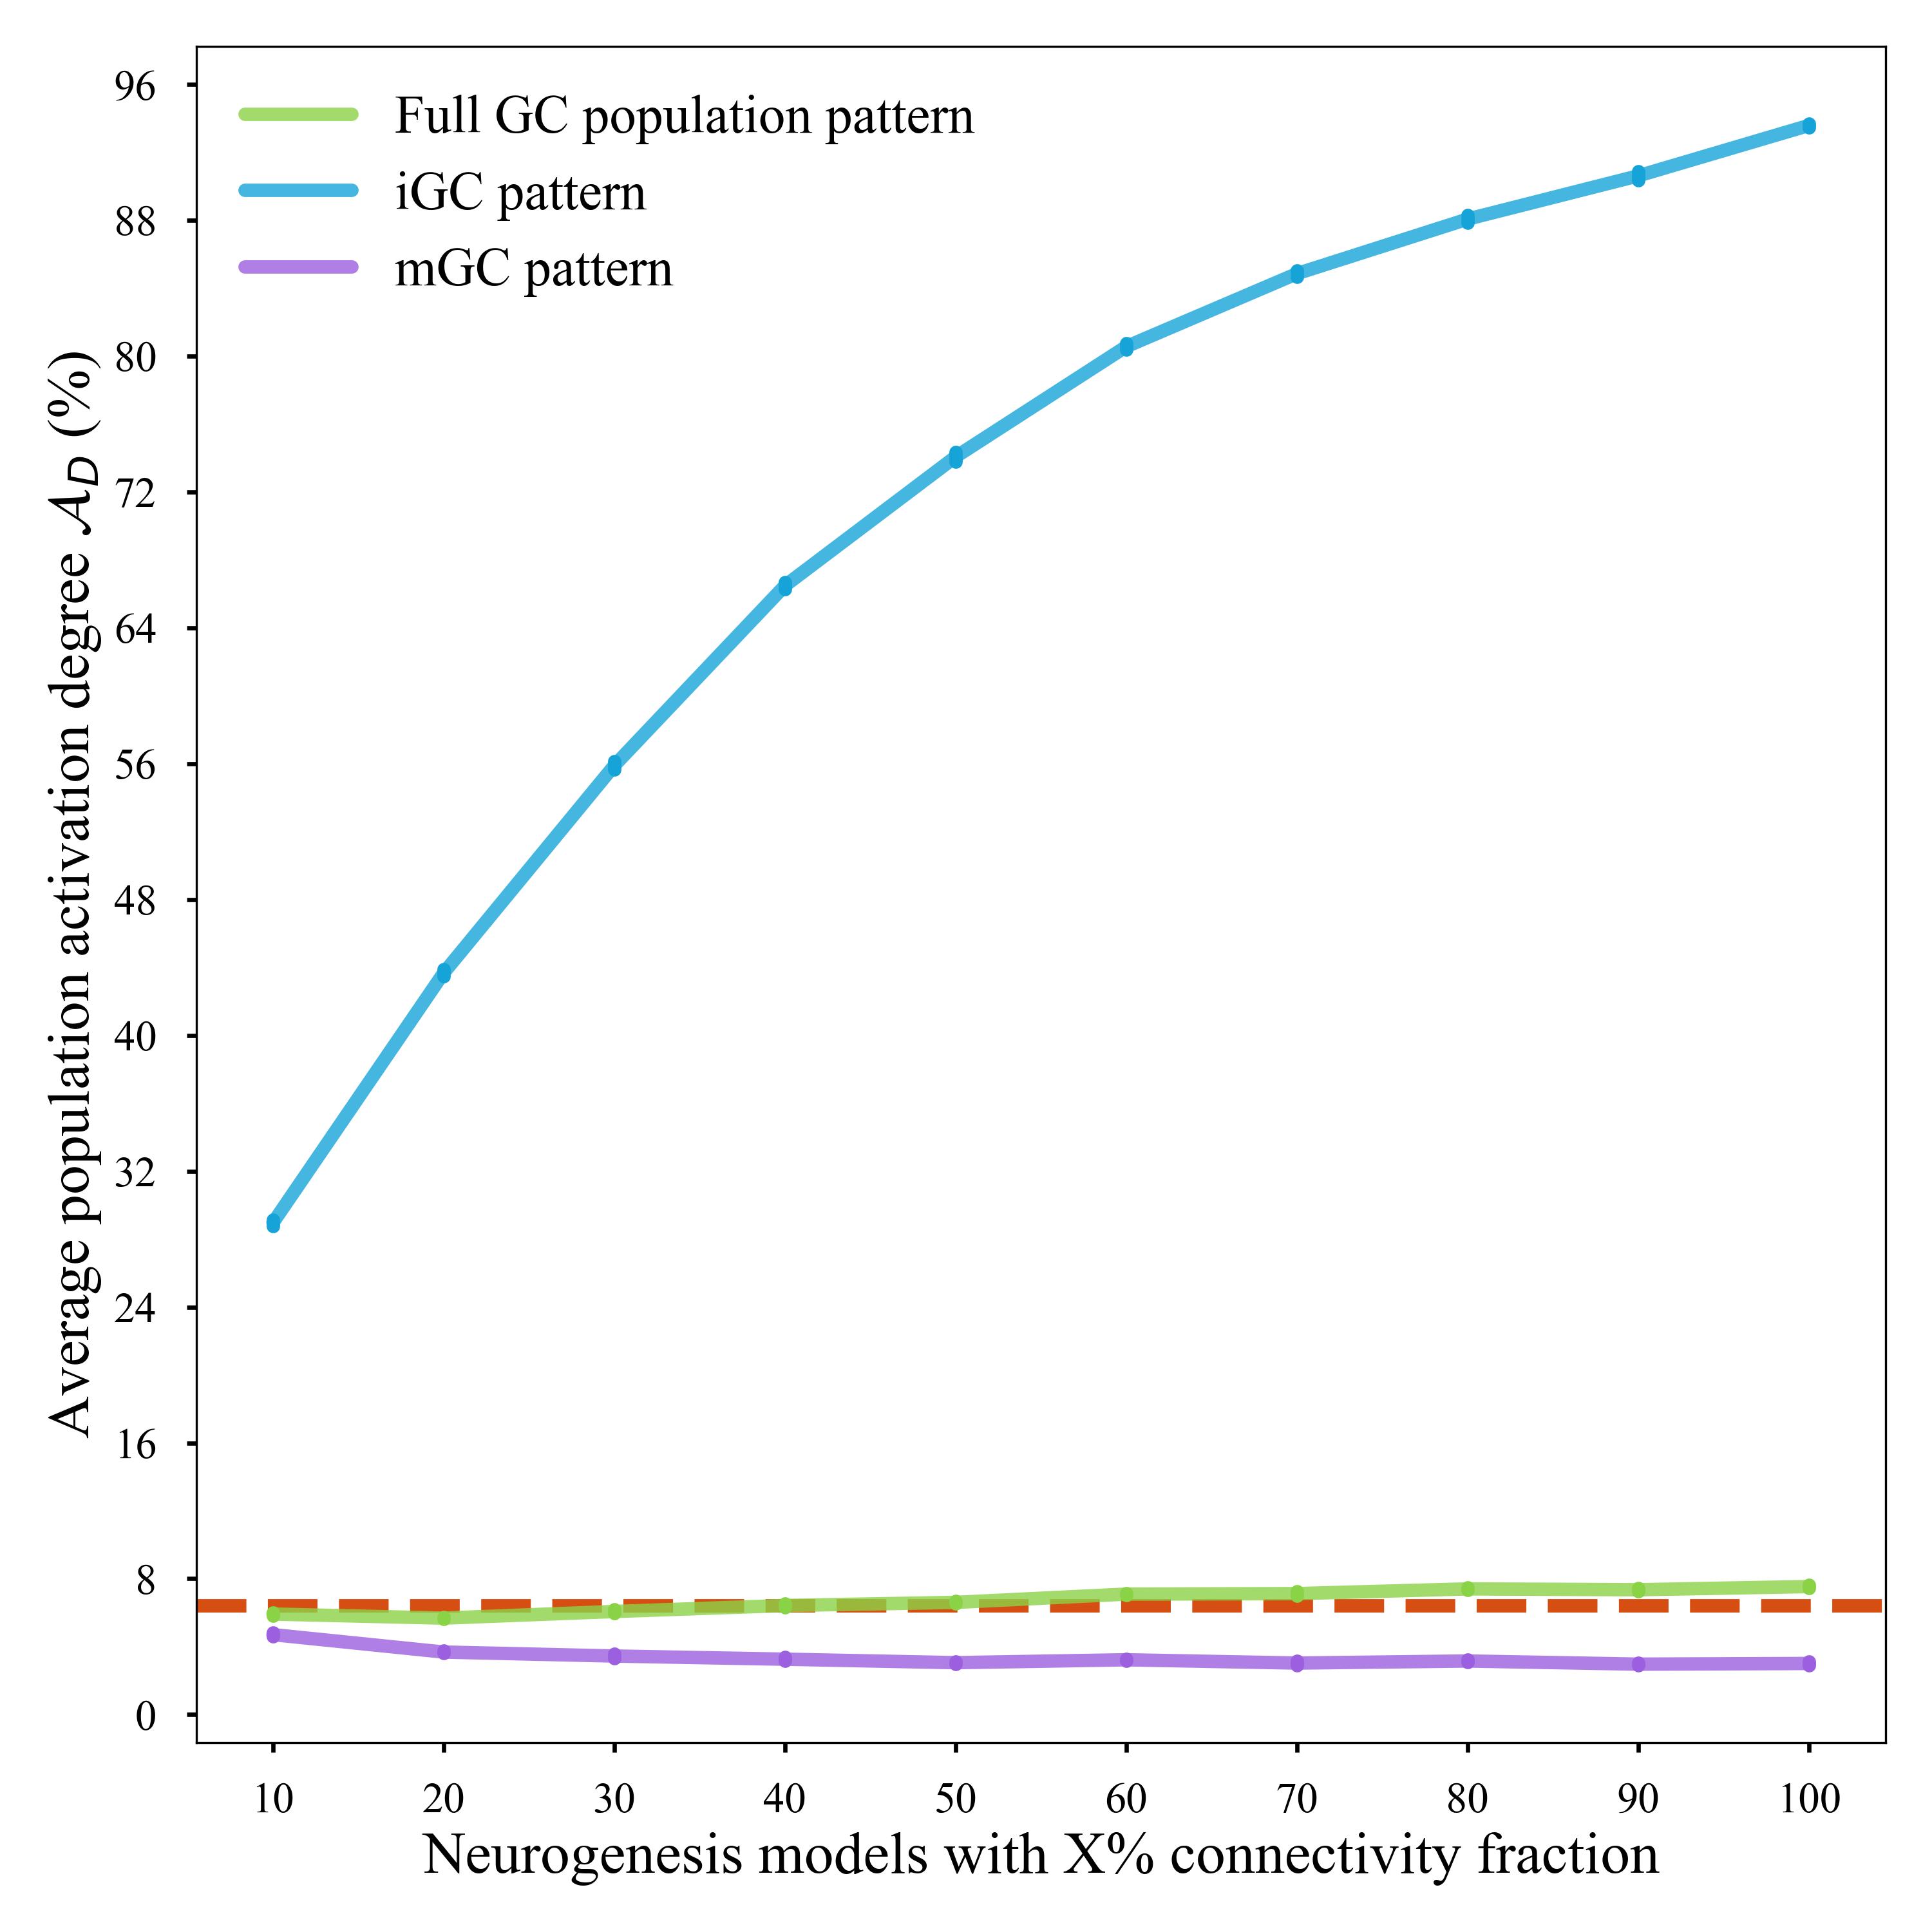 Full GC population pattern
iGC pattern
mGC pattern
Average population activation degree 𝒜_D (%)
96
88
80
72
64
56
48
40
32
24
16
8
0
10 20 30 40 50 60 70 80 90 100
Neurogenesis models with X% connectivity fraction